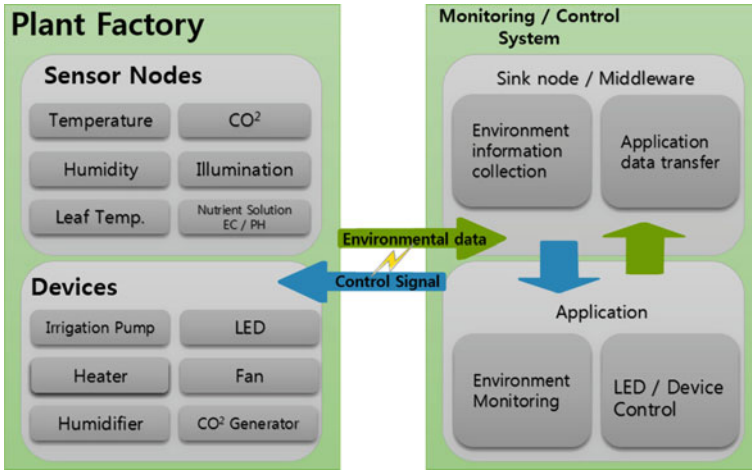 Plant Factory
Sensor Nodes
Temperature
CO²
Humidity
Illumination
Leaf Temp.
Nutrient Solution
EC / PH
Devices
Irrigation Pump
LED
Heater
Fan
Humidifier
CO² Generator
Environmental data
Control Signal
Monitoring / Control
System
Sink node / Middleware
Environment
information
collection
Application
data transfer
Application
Environment
Monitoring
LED / Device
Control